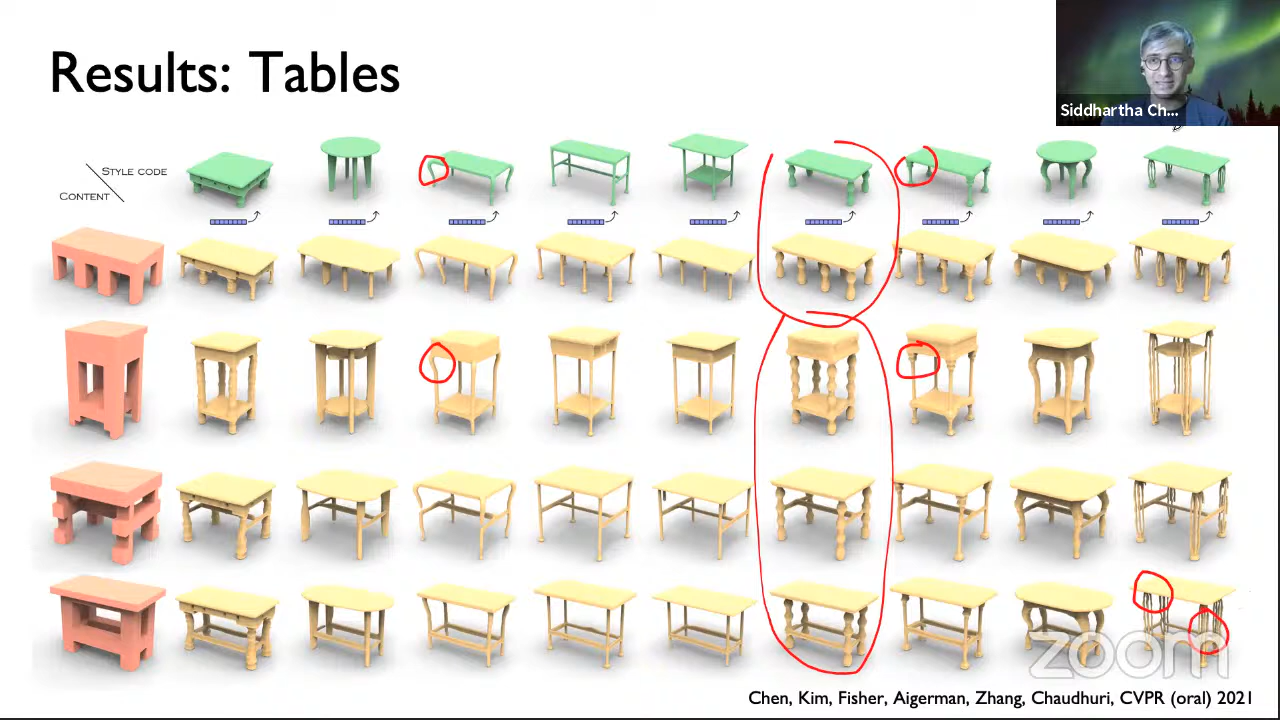 Results: Tables
Siddhartha Ch...
STYLE CODE
CONTENT
zoom
Chen, Kim, Fisher, Aigerman, Zhang, Chaudhuri, CVPR (oral) 2021